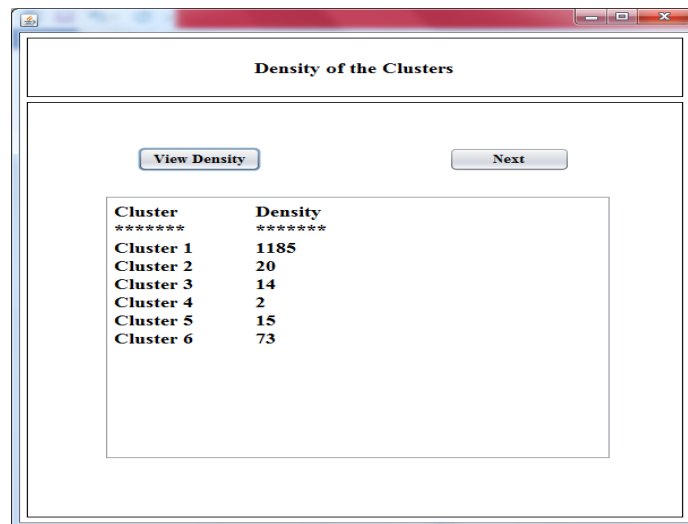 Density of the Clusters
View Density Next
Cluster Density
******* *******
Cluster 1 1185
Cluster 2 20
Cluster 3 14
Cluster 4 2
Cluster 5 15
Cluster 6 73